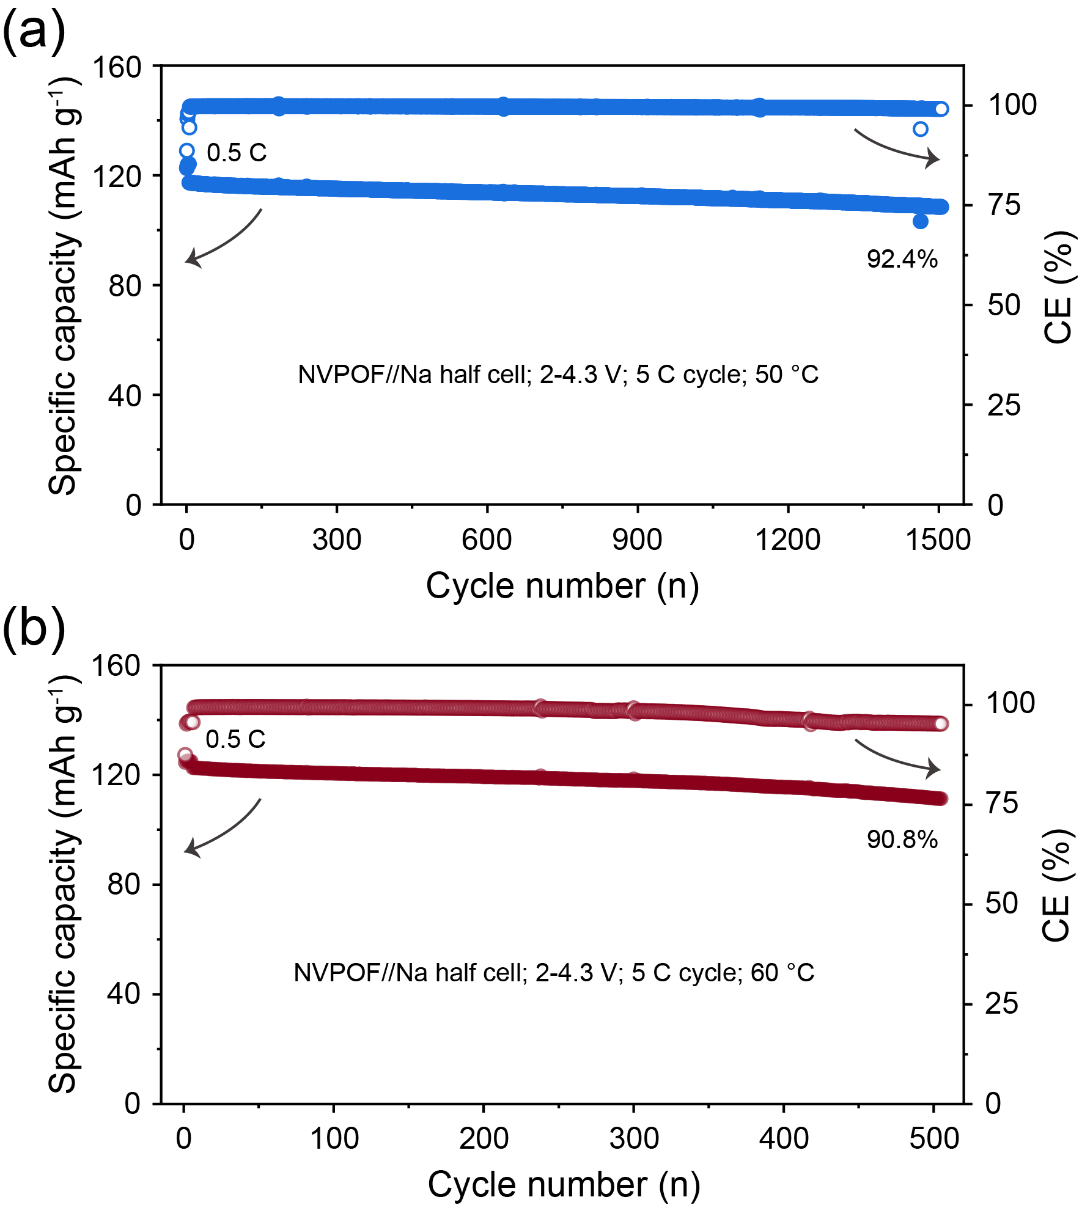 (a)
160
120
80
40
0
Specific capacity (mAh g⁻¹)
0.5 C
92.4%
NVPOF//Na half cell; 2-4.3 V; 5 C cycle; 50 °C
100
75
50
25
0
CE (%)
0 300 600 900 1200 1500
Cycle number (n)
(b)
160
120
80
40
0
Specific capacity (mAh g⁻¹)
0.5 C
90.8%
NVPOF//Na half cell; 2-4.3 V; 5 C cycle; 60 °C
100
75
50
25
0
CE (%)
0 100 200 300 400 500
Cycle number (n)